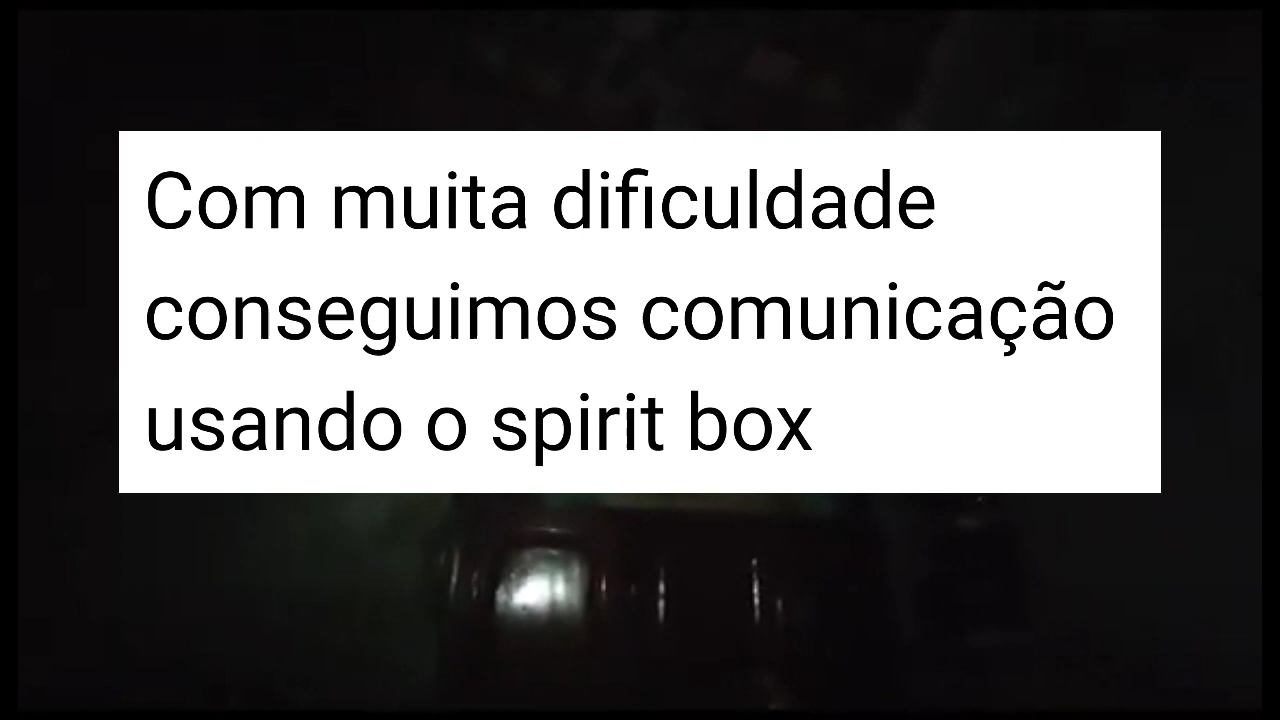 Com muita dificuldade
conseguimos comunicação
usando o spirit box